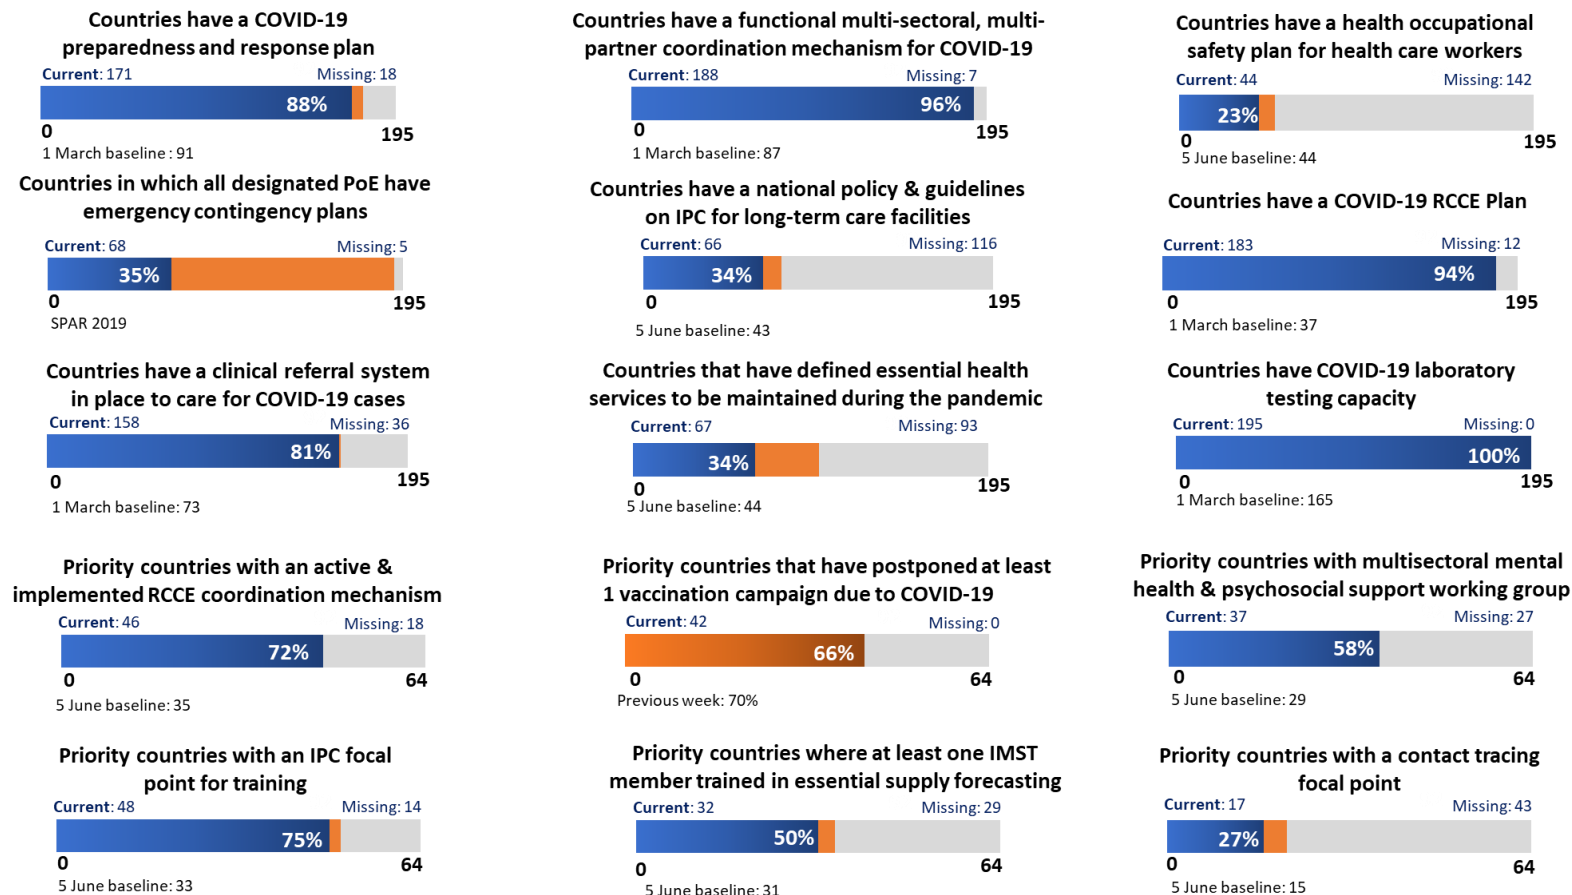 Countries have a COVID-19
preparedness and response plan
Current: 171 Missing: 18
88%
0 195
1 March baseline : 91
Countries have a functional multi-sectoral, multi-
partner coordination mechanism for COVID-19
Current: 188 Missing: 7
96%
0 195
1 March baseline: 87
Countries have a health occupational
safety plan for health care workers
Current: 44 Missing: 142
23%
0 195
5 June baseline: 44
Countries in which all designated PoE have
emergency contingency plans
Current: 68 Missing: 5
35%
0 195
SPAR 2019
Countries have a national policy & guidelines
on IPC for long-term care facilities
Current: 66 Missing: 116
34%
0 195
5 June baseline: 43
Countries have a COVID-19 RCCE Plan
Current: 183 Missing: 12
94%
0 195
1 March baseline: 37
Countries have a clinical referral system
in place to care for COVID-19 cases
Current: 158 Missing: 36
81%
0 195
1 March baseline: 73
Countries that have defined essential health
services to be maintained during the pandemic
Current: 67 Missing: 93
34%
0 195
5 June baseline: 44
Countries have COVID-19 laboratory
testing capacity
Current: 195 Missing: 0
100%
0 195
1 March baseline: 165
Priority countries with an active &
implemented RCCE coordination mechanism
Current: 46 Missing: 18
72%
0 64
5 June baseline: 35
Priority countries that have postponed at least
1 vaccination campaign due to COVID-19
Current: 42 Missing: 0
66%
0 64
Previous week: 70%
Priority countries with multisectoral mental
health & psychosocial support working group
Current: 37 Missing: 27
58%
0 64
5 June baseline: 29
Priority countries with an IPC focal
point for training
Current: 48 Missing: 14
75%
0 64
5 June baseline: 33
Priority countries where at least one IMST
member trained in essential supply forecasting
Current: 32 Missing: 29
50%
0 64
5 June baseline: 31
Priority countries with a contact tracing
focal point
Current: 17 Missing: 43
27%
0 64
5 June baseline: 15